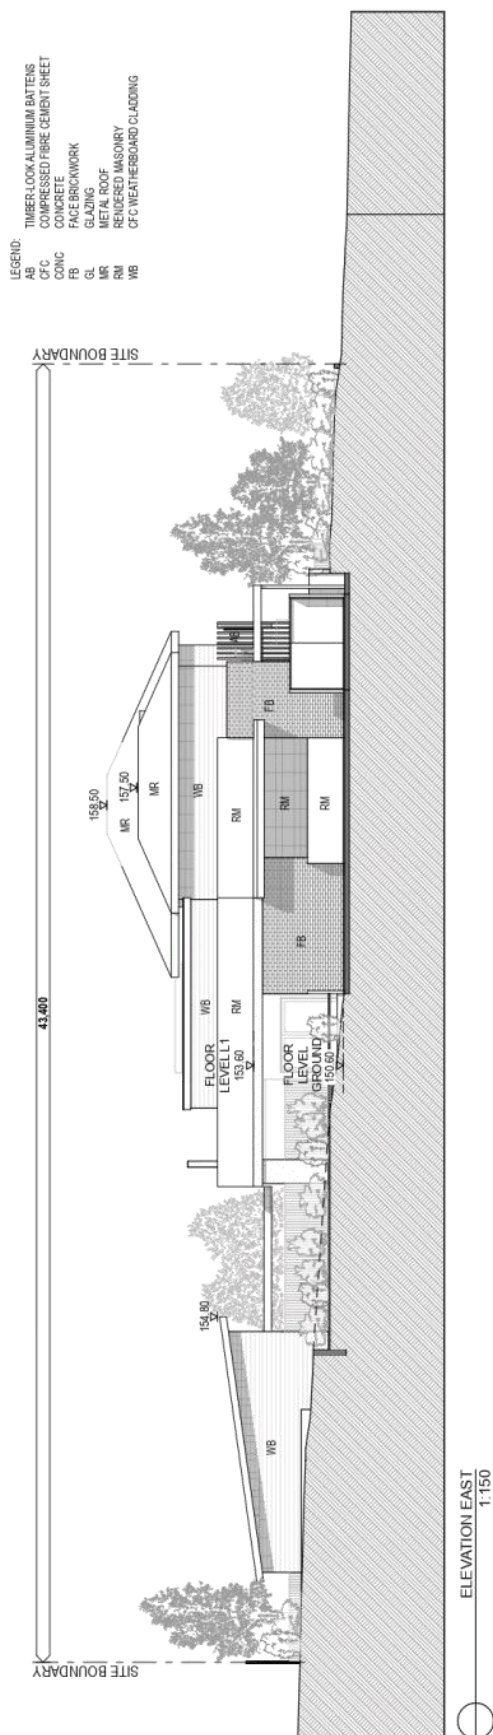 LEGEND:
AB TIMBER-LOOK ALUMINIUM BATTENS
CFC COMPRESSED FIBRE CEMENT SHEET
CONC CONCRETE
FB FACE BRICKWORK
GL GLAZING
MR METAL ROOF
RM RENDERED MASONRY
WB CFC WEATHERBOARD CLADDING
43,400
SITE BOUNDARY
SITE BOUNDARY
158.50
157.50
MR
MR
154.80
WB
WB
WB
AB
FLOOR
LEVEL L1
153.60
RM
RM
FB
RM
RM
FB
FLOOR
LEVEL
GROUND
150.60
ELEVATION EAST
1:150